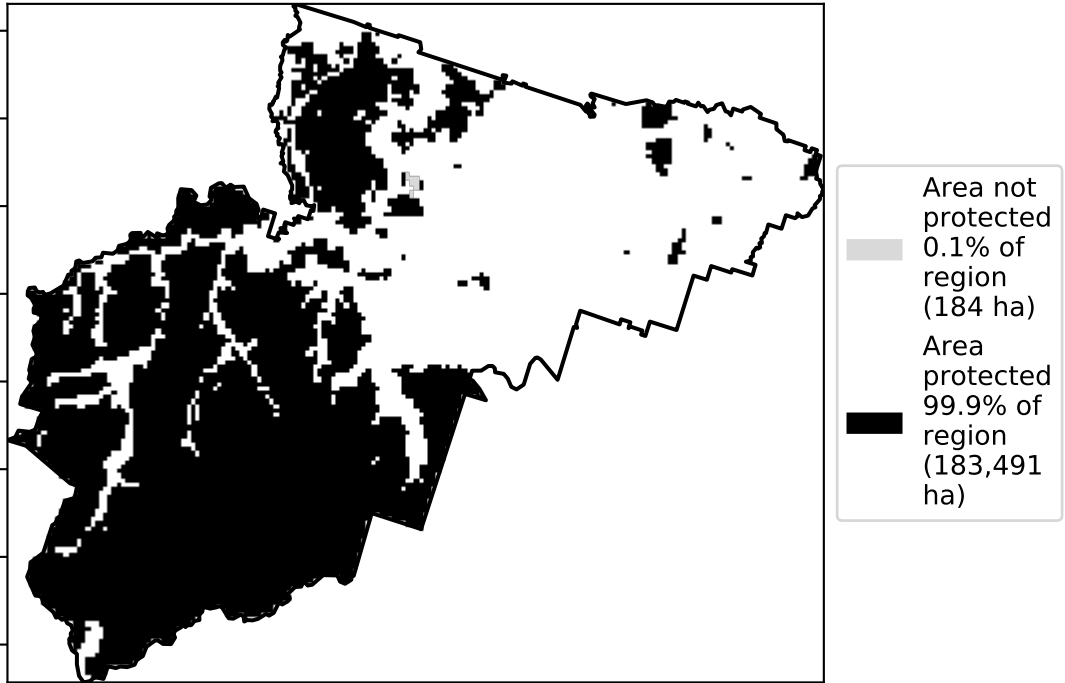 Area not
protected
0.1% of
region
(184 ha)
Area
protected
99.9% of
region
(183,491
ha)